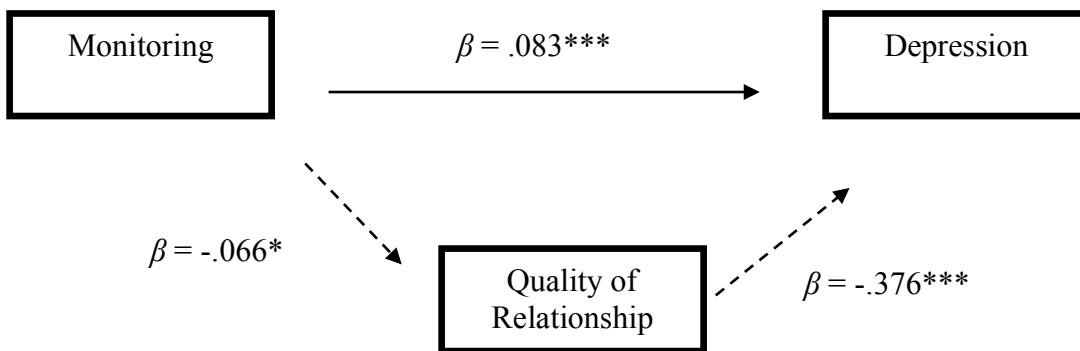 Monitoring
β = .083***
Depression
β = -.066*
Quality of
Relationship
β = -.376***